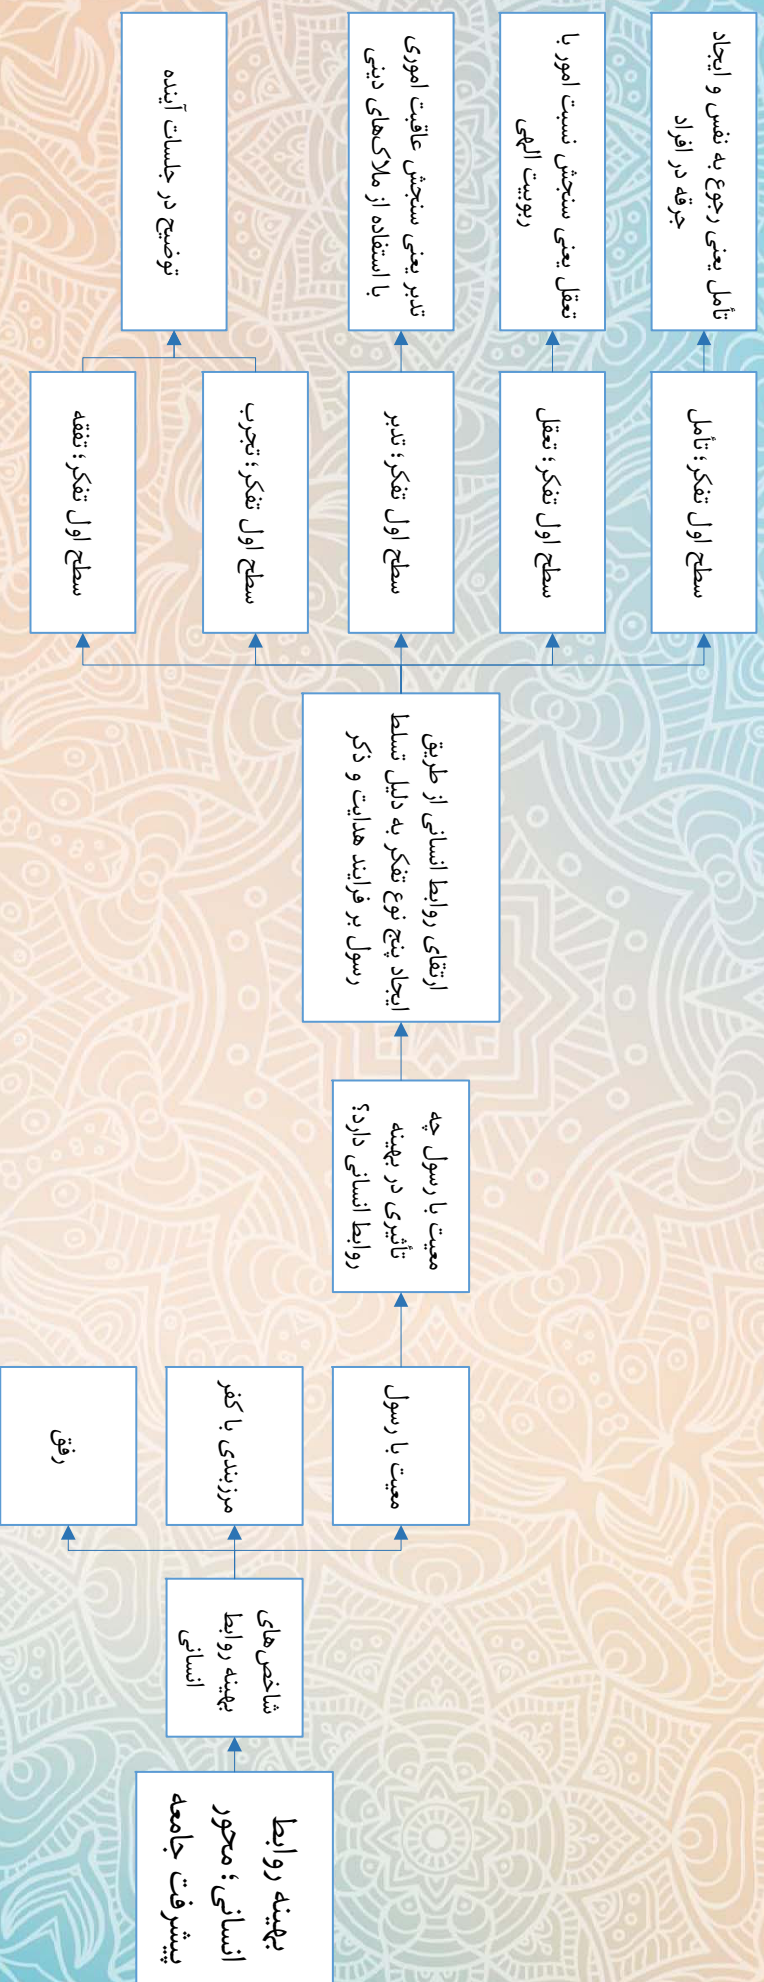 بهینه روابط
انسانی؛ محور
پیشرفت جامعه
شاخص‌های
بهینه روابط
انسانی
معیت با رسول
مرزبندی با کفر
رفق
معیت با رسول چه
تأثیری در بهینه
روابط انسانی دارد؟
ارتقای روابط انسانی از طریق
ایجاد پنج نوع تفکر به دلیل تسلط
رسول بر فرایند هدایت و ذکر
سطح اول تفکر؛ تأمل
سطح اول تفکر؛ تعقل
سطح اول تفکر؛ تدبر
سطح اول تفکر؛ تجرب
سطح اول تفکر؛ تفقه
تأمل یعنی رجوع به نفس و ایجاد
جرقه در افراد
تعقل یعنی سنجش نسبت امور با
ربوبیت الهی
تدبر یعنی سنجش عاقبت اموری
با استفاده از ملاک‌های دینی
توضیح در جلسات آینده